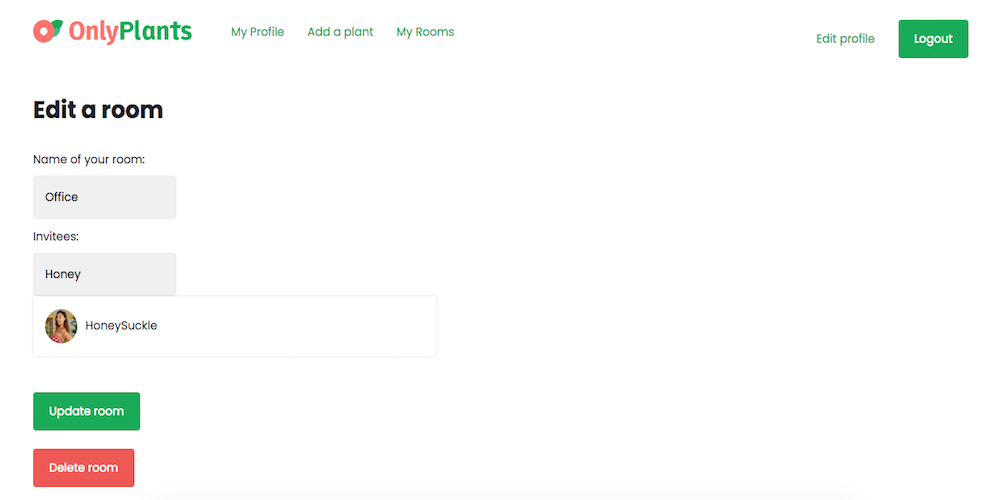 OnlyPlants My Profile Add a plant My Rooms Edit profile Logout
Edit a room
Name of your room:
Office
Invitees:
Honey
HoneySuckle
Update room
Delete room